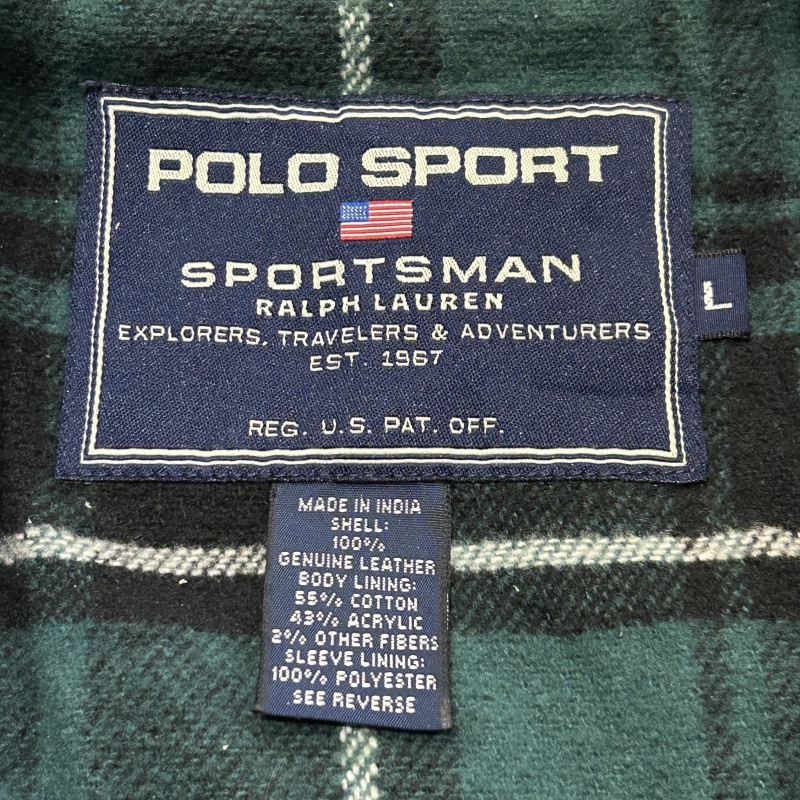 POLO SPORT
SPORTSMAN
RALPH LAUREN
EXPLORERS, TRAVELERS & ADVENTURERS
EST. 1967
REG. U.S. PAT. OFF.
L
MADE IN INDIA
SHELL:
100%
GENUINE LEATHER
BODY LINING:
55% COTTON
43% ACRYLIC
2% OTHER FIBERS
SLEEVE LINING:
100% POLYESTER
SEE REVERSE